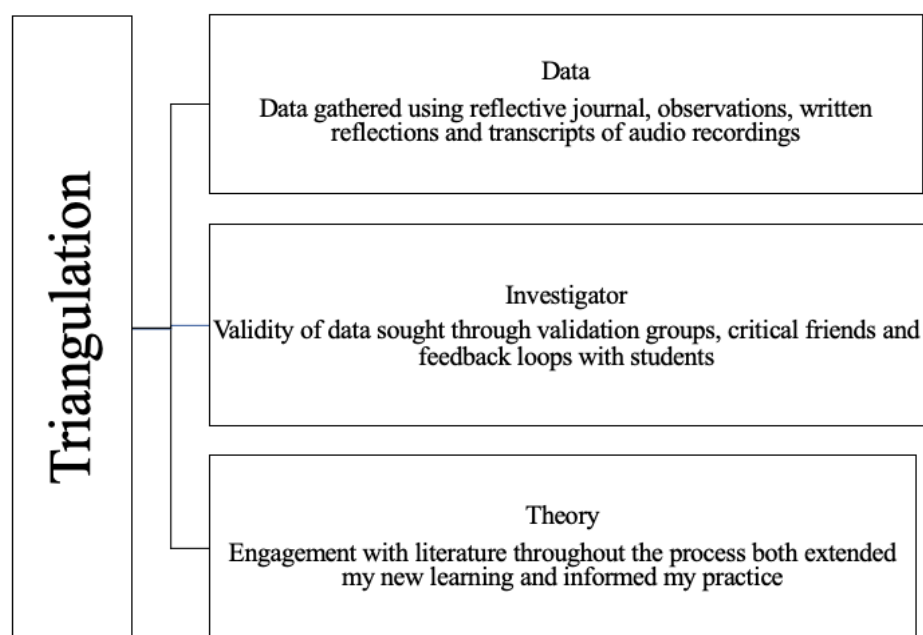 Triangulation
Data
Data gathered using reflective journal, observations, written
reflections and transcripts of audio recordings
Investigator
Validity of data sought through validation groups, critical friends and
feedback loops with students
Theory
Engagement with literature throughout the process both extended
my new learning and informed my practice